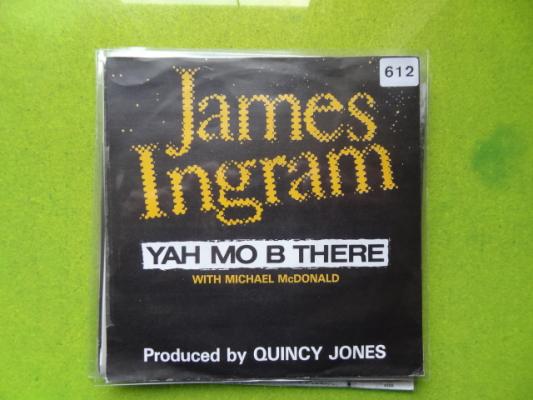 612
James
Ingram
YAH MO B THERE
WITH MICHAEL McDONALD
Produced by QUINCY JONES